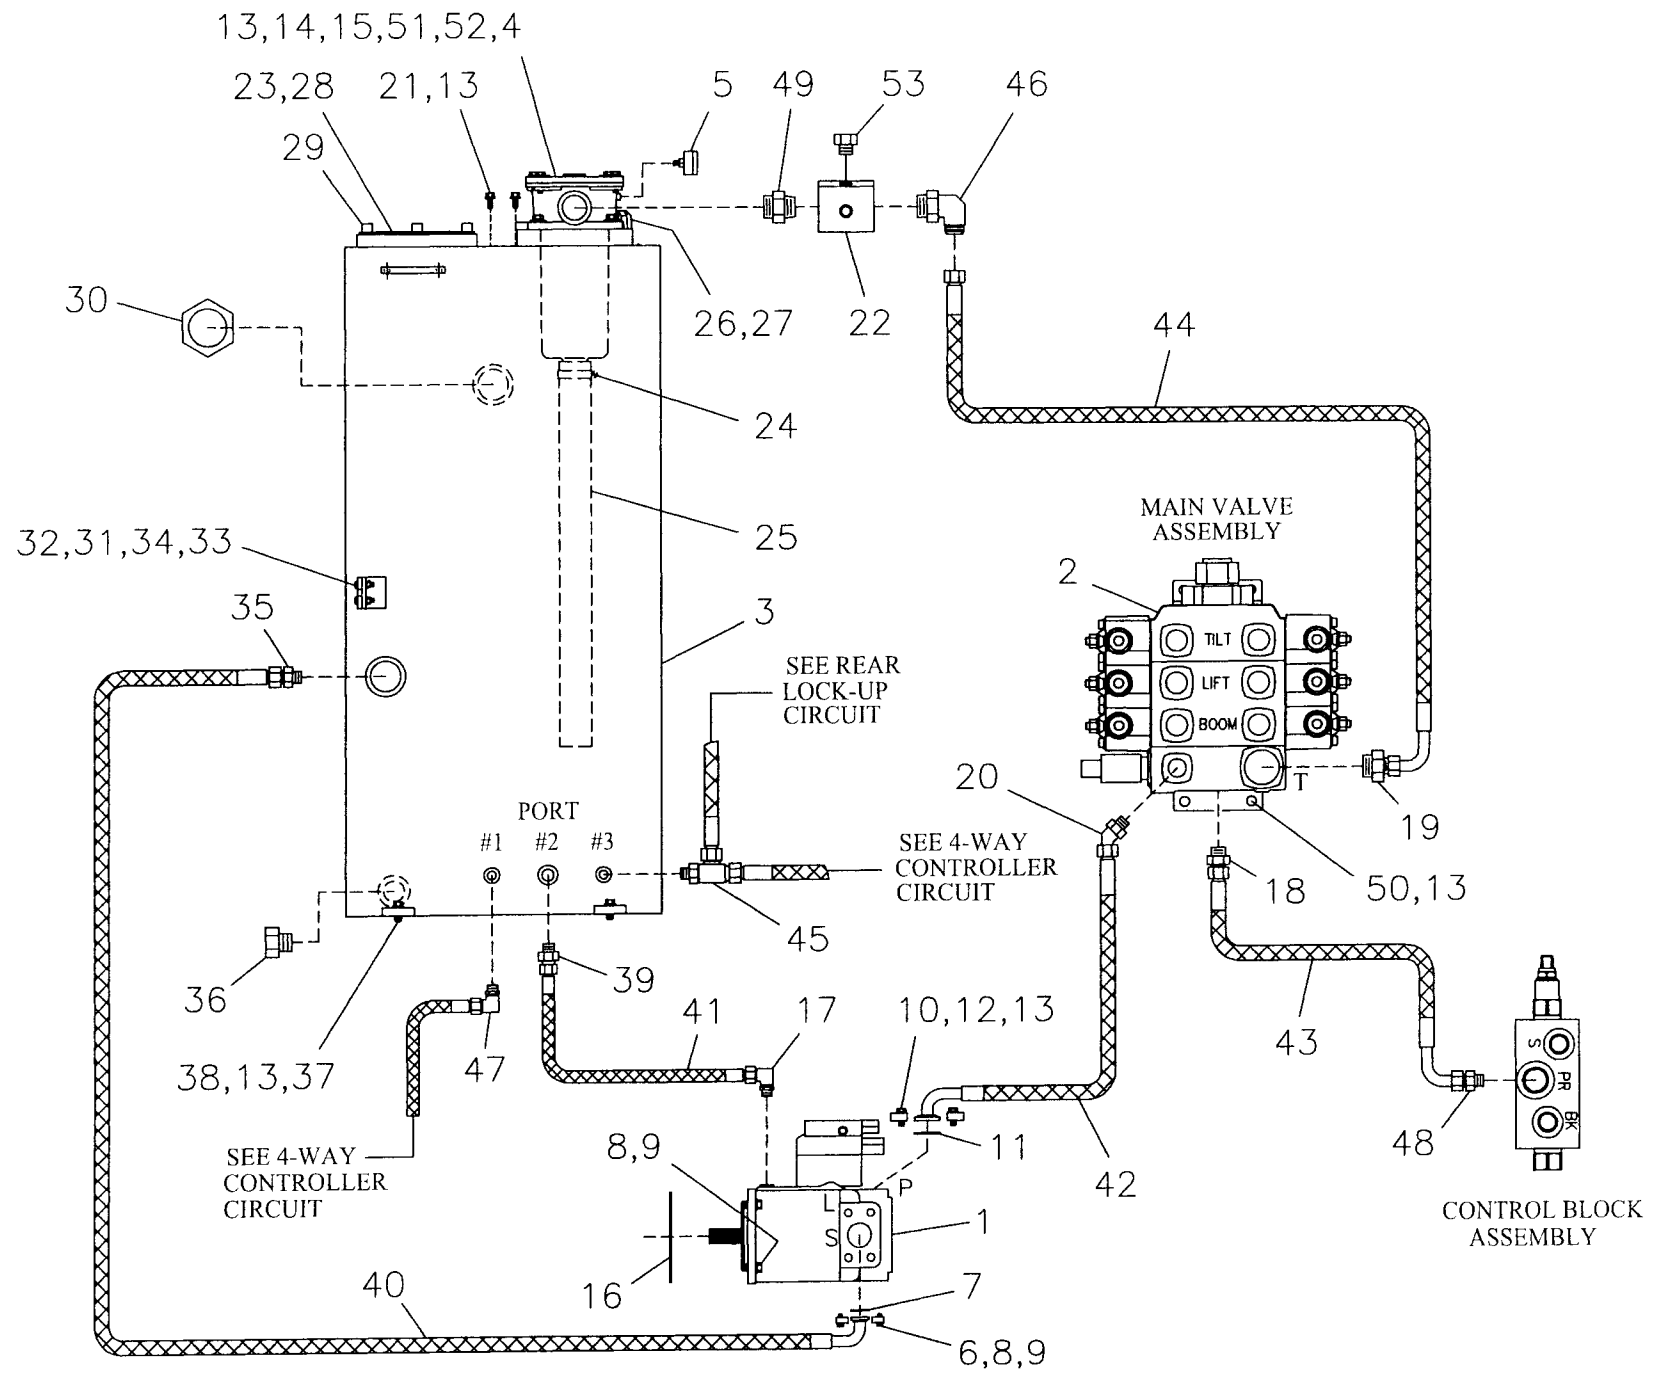 13,14,15,51,52,4
23,28
21,13
5
49
53
46
29
30
26,27
22
44
24
25
MAIN VALVE
ASSEMBLY
32,31,34,33
2
35
3
TILT
SEE REAR
LOCK-UP
CIRCUIT
LIFT
BOOM
20
T
19
PORT
#1
#2
#3
SEE 4-WAY
CONTROLLER
CIRCUIT
18
50,13
45
36
39
47
41
17
10,12,13
43
S
PR
BK
38,13,37
11
42
48
SEE 4-WAY
CONTROLLER
CIRCUIT
8,9
P
L
S
1
CONTROL BLOCK
ASSEMBLY
16
40
7
6,8,9